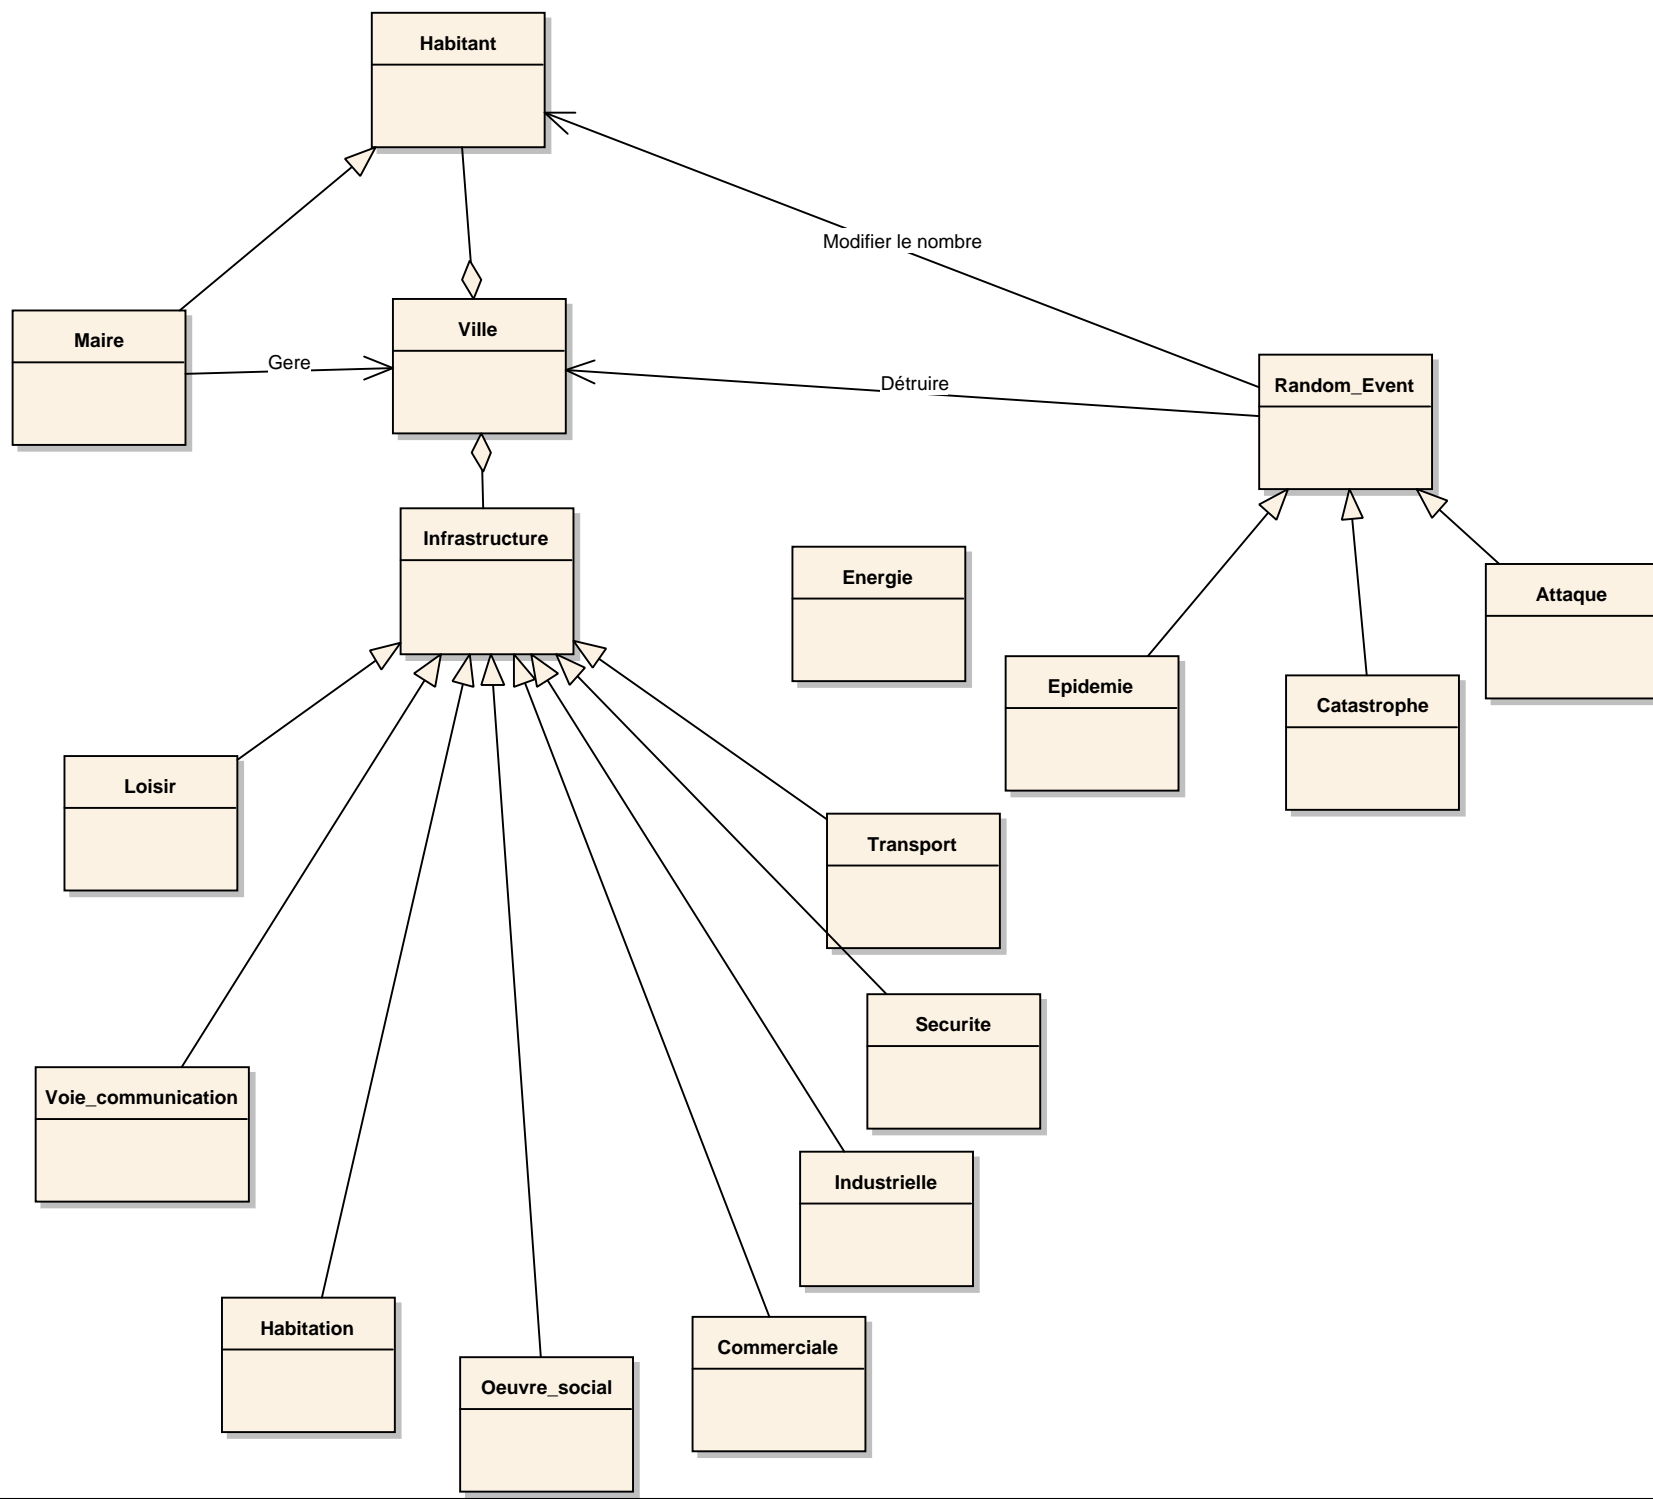 Habitant
Modifier le nombre
Maire
Ville
Gere
Détruire
Random_Event
Infrastructure
Energie
Attaque
Epidemie
Catastrophe
Loisir
Transport
Securite
Voie_communication
Industrielle
Habitation
Commerciale
Oeuvre_social